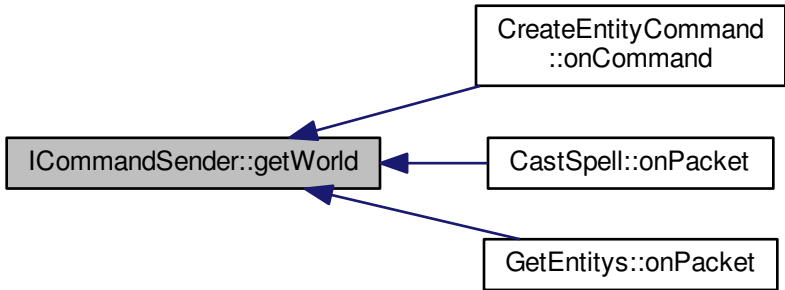 CreateEntityCommand
::onCommand
ICommandSender::getWorld
CastSpell::onPacket
GetEntitys::onPacket